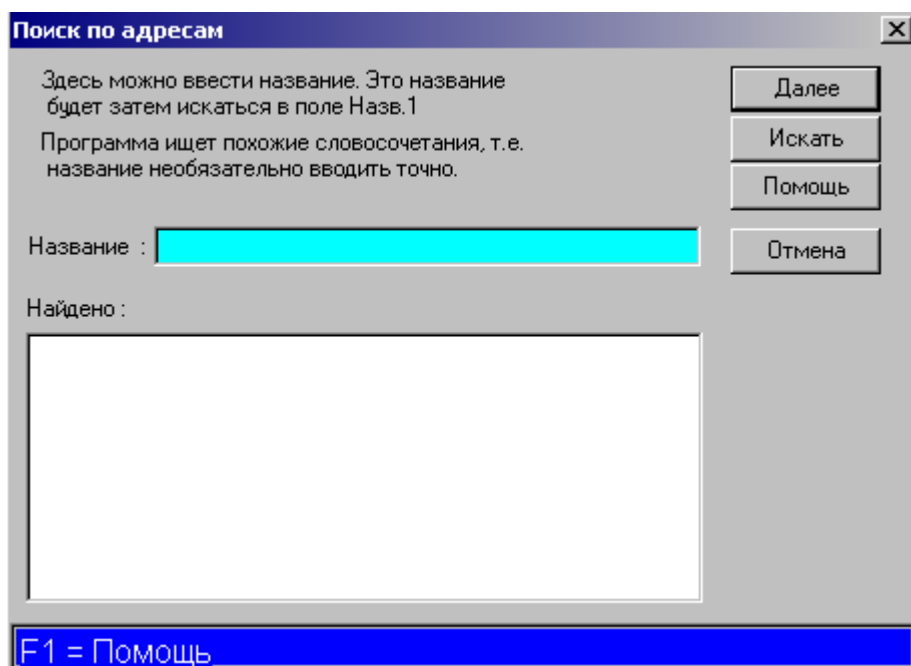 Поиск по адресам
Здесь можно ввести название. Это название
будет затем искаться в поле Назв.1
Программа ищет похожие словосочетания, т.е.
название необязательно вводить точно.
Далее
Искать
Помощь
Название :
Отмена
Найдено :
F1 = Помощь